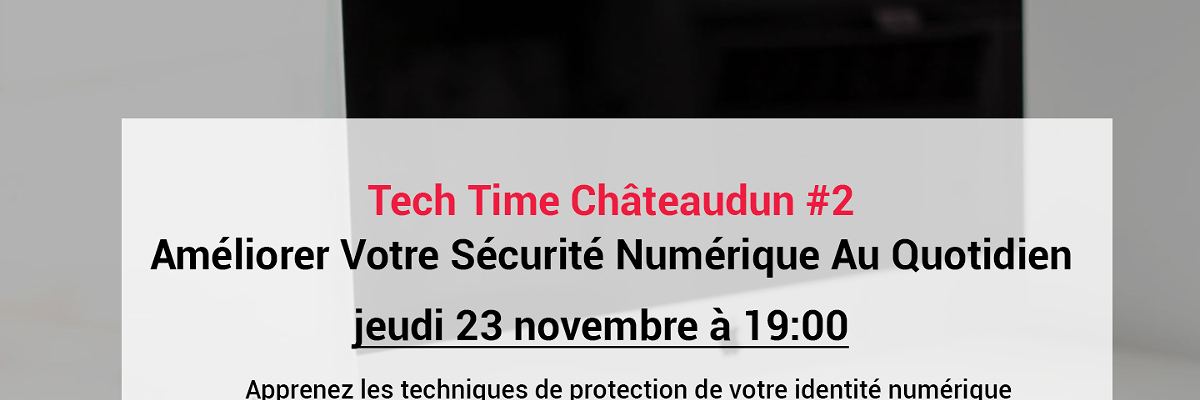 Tech Time Châteaudun #2
Améliorer Votre Sécurité Numérique Au Quotidien
jeudi 23 novembre à 19:00
Apprenez les techniques de protection de votre identité numérique